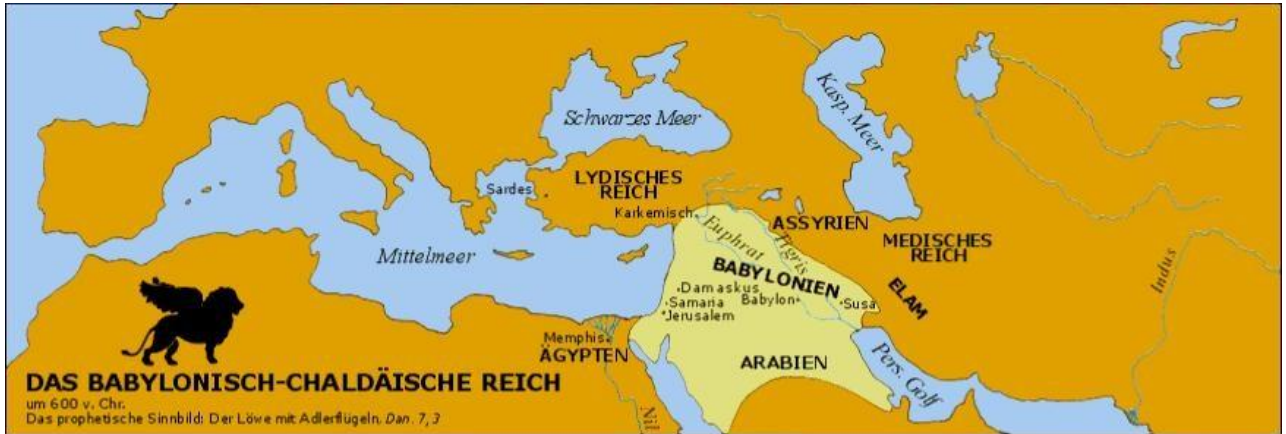 Schwarzes Meer
Kasp. Meer
LYDISCHES
REICH
Sardes
Karkemisch
ASSYRIEN
MEDISCHES
REICH
Euphrat
Tigris
Mittelmeer
BABYLONIEN
ELAM
Indus
Damaskus
Samaria
Babylon
Susa
Jerusalem
Memphis
ÄGYPTEN
ARABIEN
Pers. Golf
Nil
DAS BABYLONISCH-CHALDÄISCHE REICH
um 600 v. Chr.
Das prophetische Sinnbild: Der Löwe mit Adlerflügeln, Dan. 7, 3